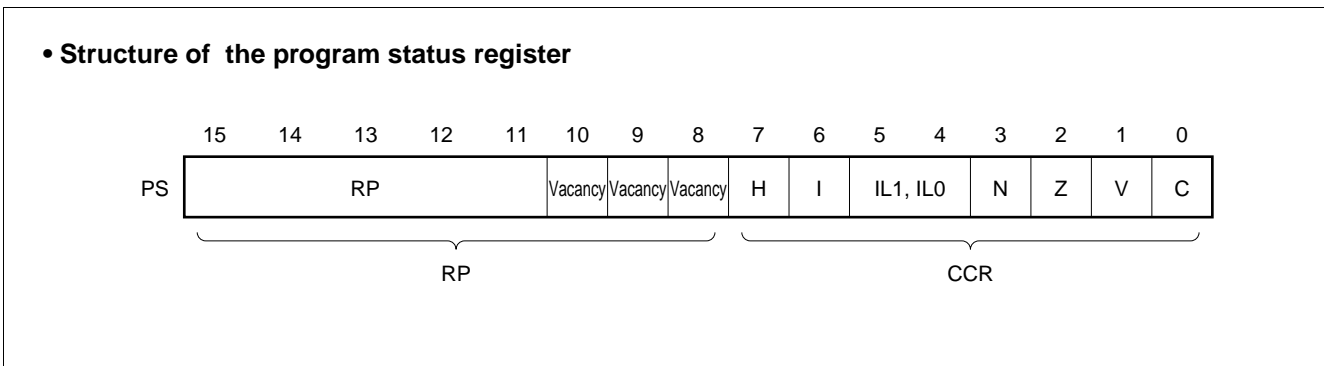 • Structure of the program status register
15 14 13 12 11 10 9 8 7 6 5 4 3 2 1 0
PS RP Vacancy Vacancy Vacancy H I IL1, IL0 N Z V C
RP CCR